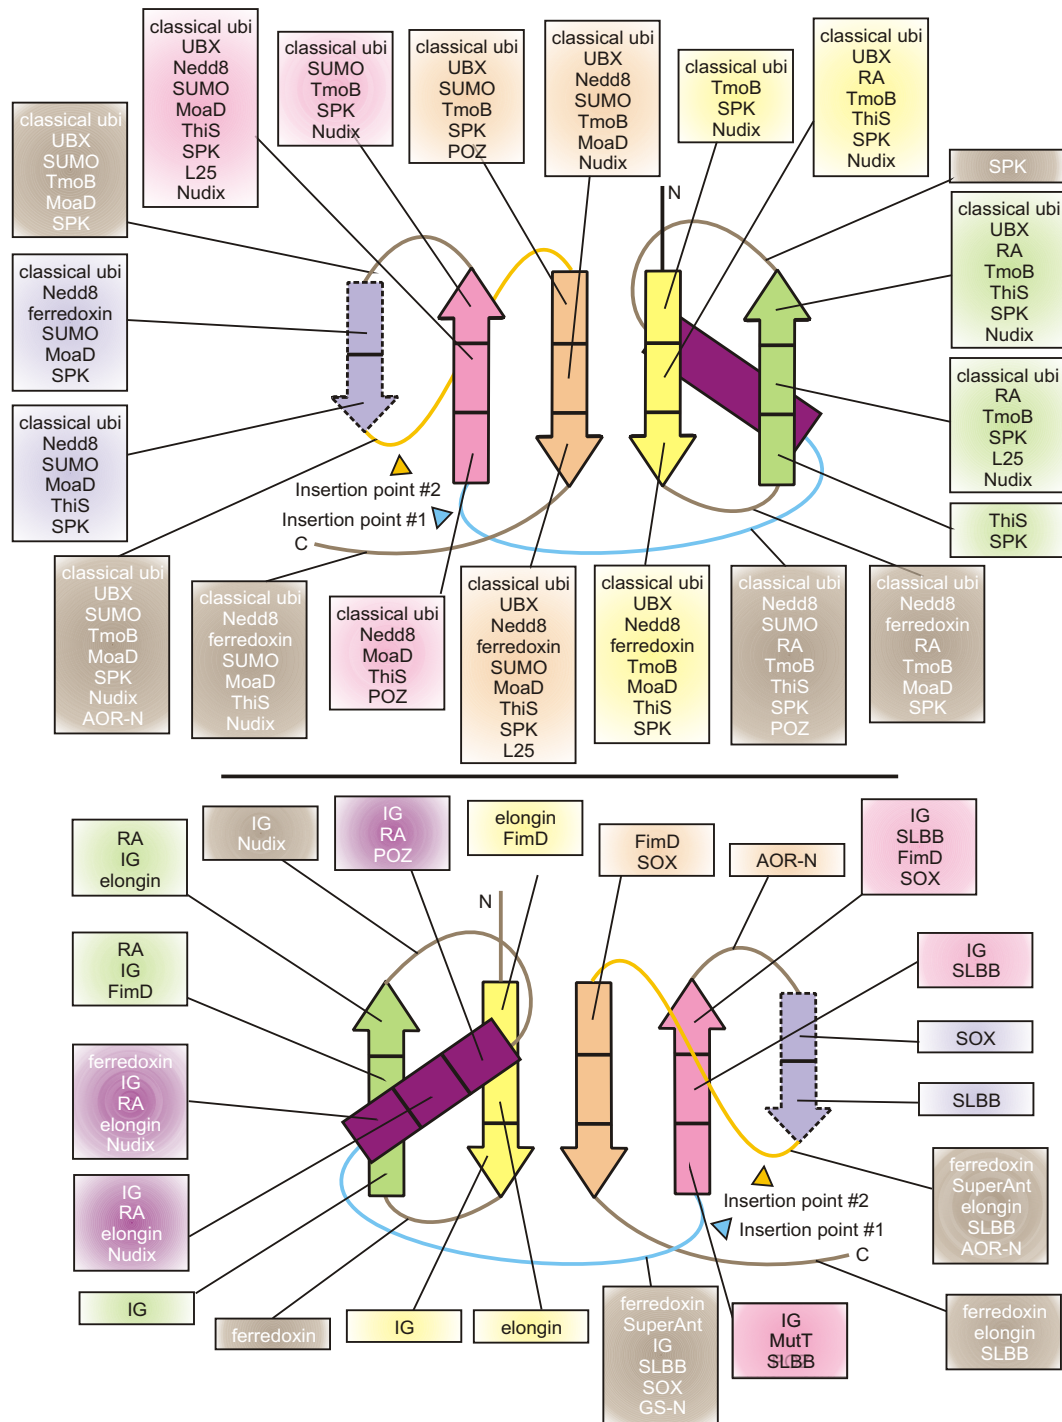 classical ubi
UBX
Nedd8
SUMO
MoaD
ThiS
SPK
L25
Nudix
classical ubi
SUMO
TmoB
SPK
Nudix
classical ubi
UBX
SUMO
TmoB
SPK
POZ
classical ubi
UBX
Nedd8
SUMO
TmoB
MoaD
Nudix
classical ubi
TmoB
SPK
Nudix
classical ubi
UBX
RA
TmoB
ThiS
SPK
Nudix
classical ubi
UBX
SUMO
TmoB
MoaD
SPK
SPK
N
classical ubi
UBX
RA
TmoB
ThiS
SPK
Nudix
classical ubi
Nedd8
ferredoxin
SUMO
MoaD
SPK
classical ubi
RA
TmoB
SPK
L25
Nudix
classical ubi
Nedd8
SUMO
MoaD
ThiS
SPK
Insertion point #2
Insertion point #1
C
ThiS
SPK
classical ubi
UBX
SUMO
TmoB
MoaD
SPK
Nudix
AOR-N
classical ubi
Nedd8
ferredoxin
SUMO
MoaD
ThiS
Nudix
classical ubi
Nedd8
MoaD
ThiS
POZ
classical ubi
UBX
Nedd8
ferredoxin
SUMO
MoaD
ThiS
SPK
L25
classical ubi
UBX
Nedd8
ferredoxin
TmoB
MoaD
ThiS
SPK
classical ubi
Nedd8
SUMO
RA
TmoB
ThiS
SPK
POZ
classical ubi
Nedd8
ferredoxin
RA
TmoB
MoaD
SPK
RA
IG
elongin
IG
Nudix
IG
RA
POZ
elongin
FimD
FimD
SOX
AOR-N
IG
SLBB
FimD
SOX
N
RA
IG
FimD
IG
SLBB
ferredoxin
IG
RA
elongin
Nudix
SOX
SLBB
IG
RA
elongin
Nudix
Insertion point #2
Insertion point #1
C
ferredoxin
SuperAnt
elongin
SLBB
AOR-N
IG
ferredoxin
IG
elongin
ferredoxin
SuperAnt
IG
SLBB
SOX
GS-N
IG
MutT
SLBB
ferredoxin
elongin
SLBB